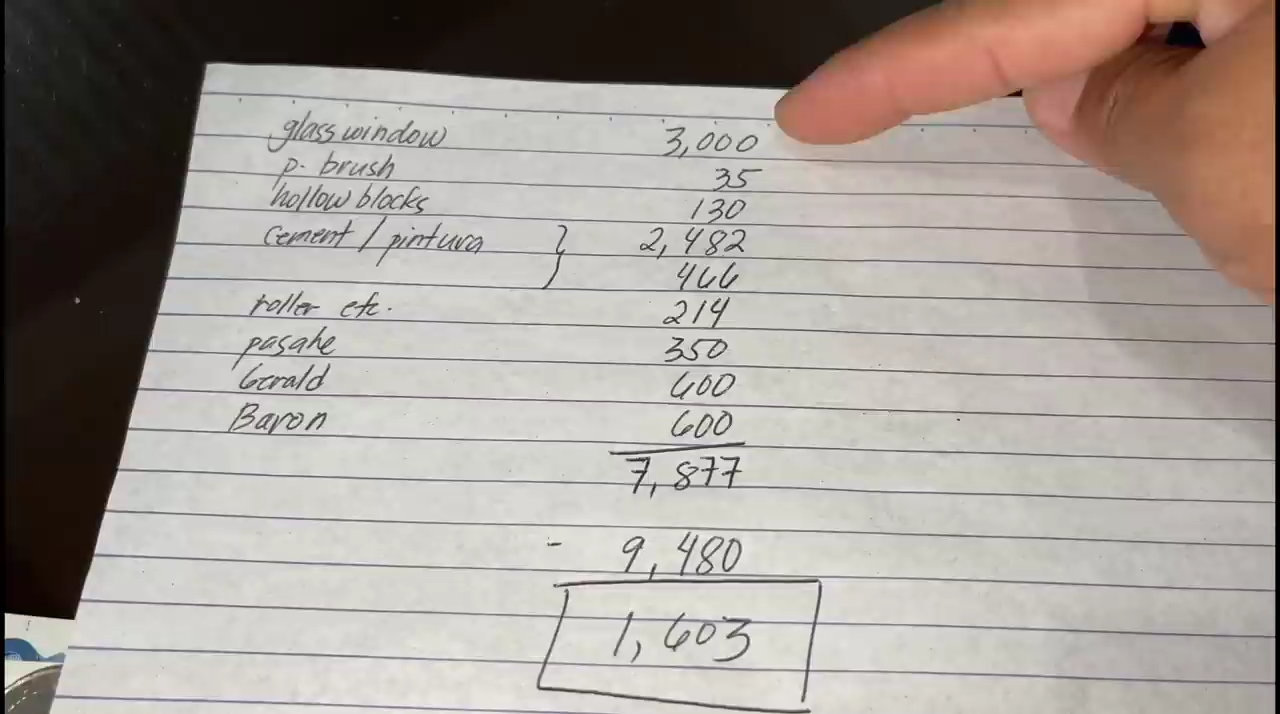 glass window 3,000
p. brush 35
hollow blocks 130
cement / pintura } 2,482
466
roller etc. 214
pasahe 350
Gerald 600
Baron 600
7,877
- 9,480
1,603